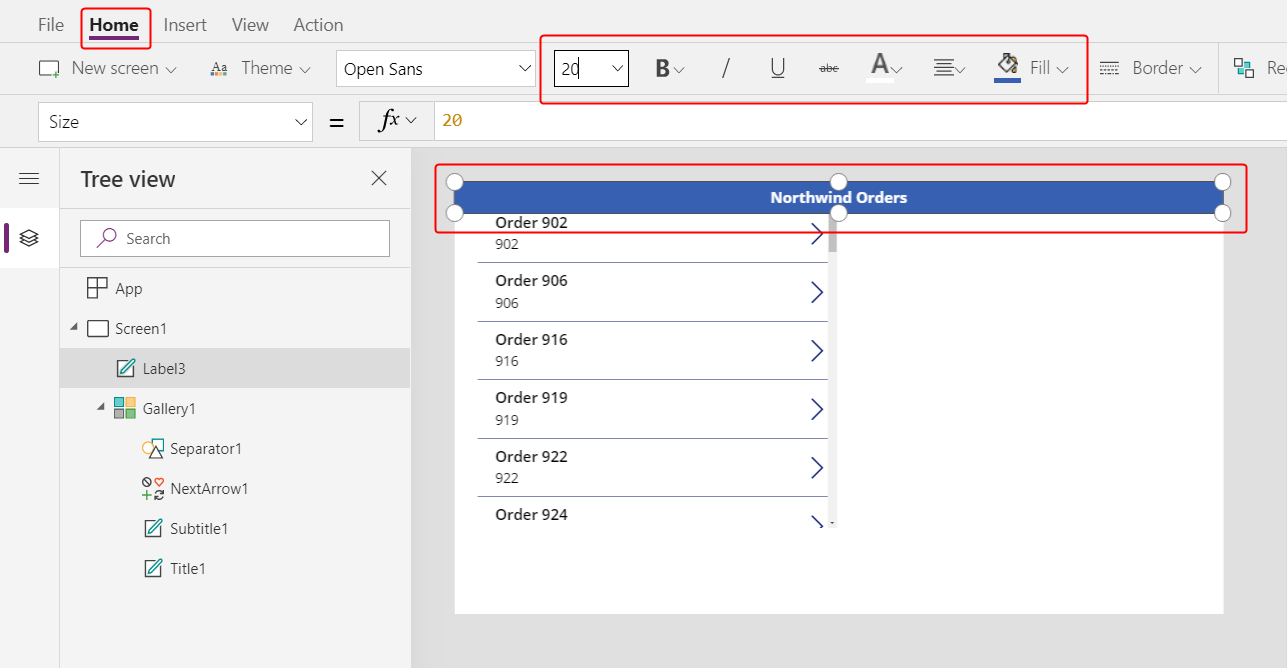 File Home Insert View Action
New screen Aa Theme Open Sans 20 B / U abc A Fill Border
Size = fx 20
Tree view
Search
App
Screen1
Label3
Gallery1
Separator1
NextArrow1
Subtitle1
Title1
Northwind Orders
Order 902
902
Order 906
906
Order 916
916
Order 919
919
Order 922
922
Order 924